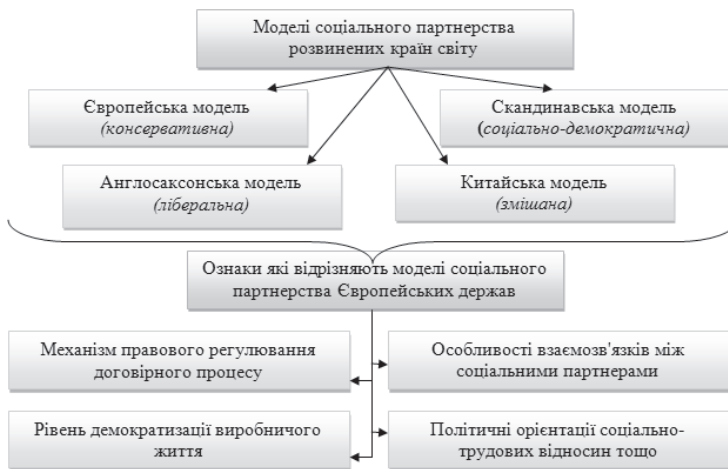 Моделі соціального партнерства
розвинених країн світу
Європейська модель
(консервативна)
Скандинавська модель
(соціально-демократична)
Англосаксонська модель
(ліберальна)
Китайська модель
(змішана)
Ознаки які відрізняють моделі соціального
партнерства Європейських держав
Механізм правового регулювання
договірного процесу
Особливості взаємозв'язків між
соціальними партнерами
Рівень демократизації виробничого
життя
Політичні орієнтації соціально-
трудових відносин тощо